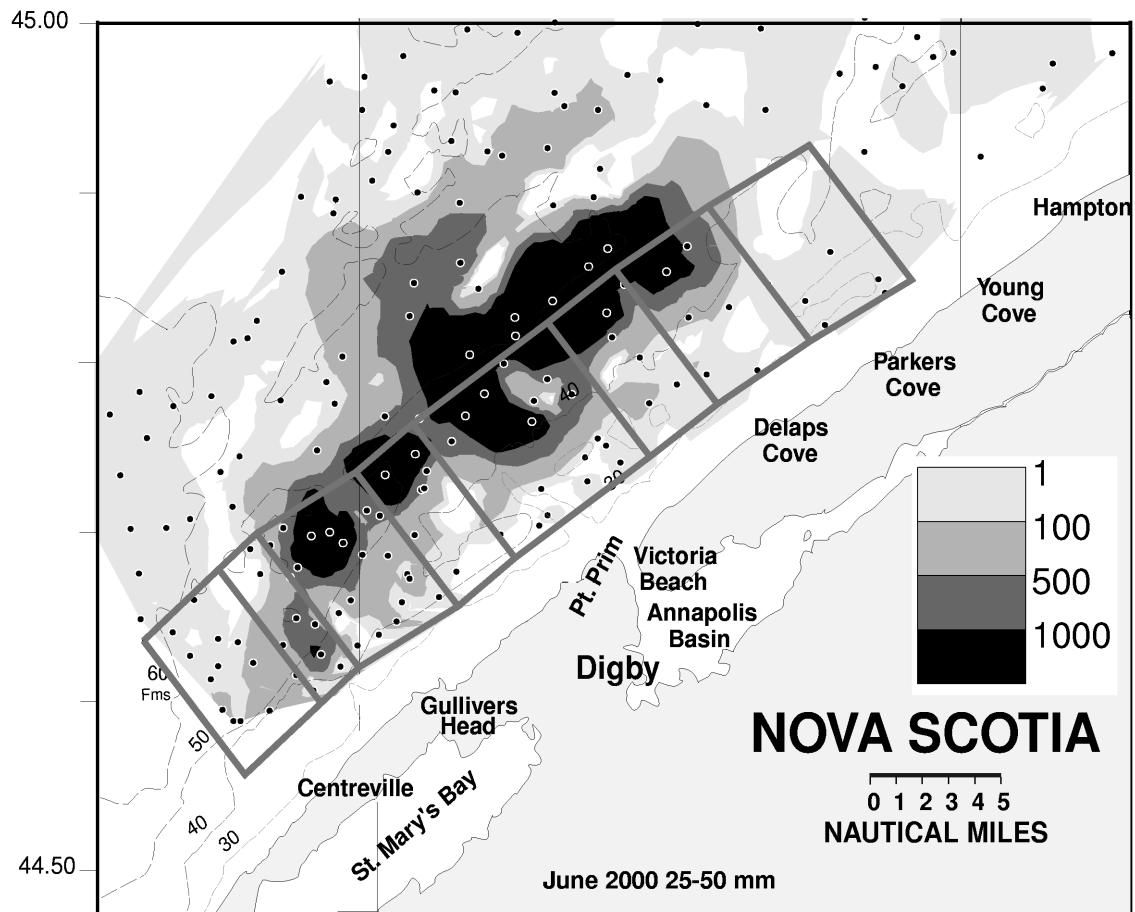 45.00
Hampton
Young
Cove
Parkers
Cove
40
Delaps
Cove
1
100
500
1000
Pt. Prim
Victoria
Beach
Annapolis
Basin
Digby
60
Fms
50
Gullivers
Head
NOVA SCOTIA
Centreville
0 1 2 3 4 5
NAUTICAL MILES
St. Mary's Bay
40
30
44.50
June 2000 25-50 mm